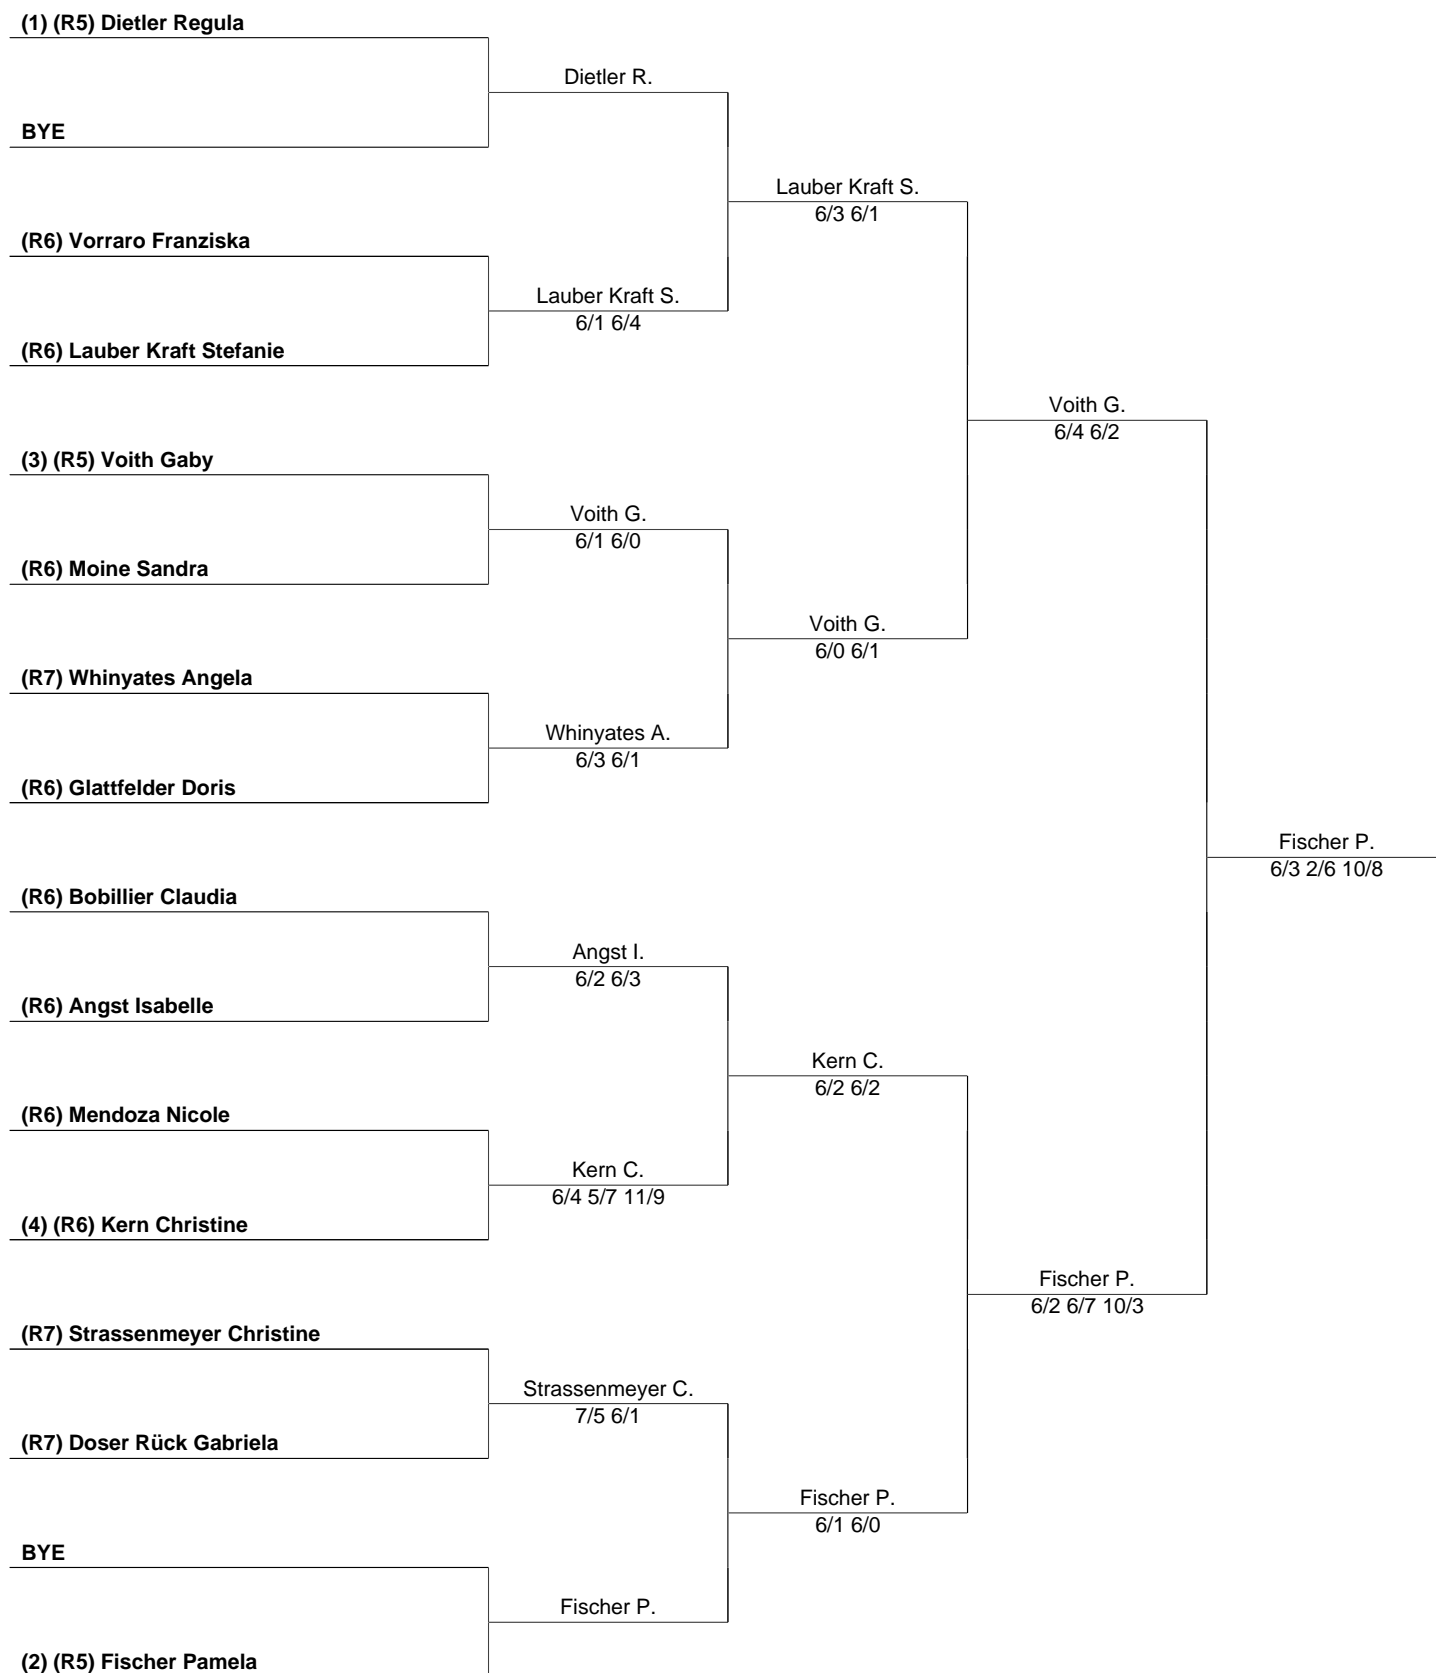 (1) (R5) Dietler Regula
Dietler R.
BYE
Lauber Kraft S.
6/3 6/1
(R6) Vorraro Franziska
Lauber Kraft S.
6/1 6/4
(R6) Lauber Kraft Stefanie
Voith G.
6/4 6/2
(3) (R5) Voith Gaby
Voith G.
6/1 6/0
(R6) Moine Sandra
Voith G.
6/0 6/1
(R7) Whinyates Angela
Whinyates A.
6/3 6/1
(R6) Glattfelder Doris
Fischer P.
6/3 2/6 10/8
(R6) Bobillier Claudia
Angst I.
6/2 6/3
(R6) Angst Isabelle
Kern C.
6/2 6/2
(R6) Mendoza Nicole
Kern C.
6/4 5/7 11/9
(4) (R6) Kern Christine
Fischer P.
6/2 6/7 10/3
(R7) Strassenmeyer Christine
Strassenmeyer C.
7/5 6/1
(R7) Doser Rück Gabriela
Fischer P.
6/1 6/0
BYE
Fischer P.
(2) (R5) Fischer Pamela